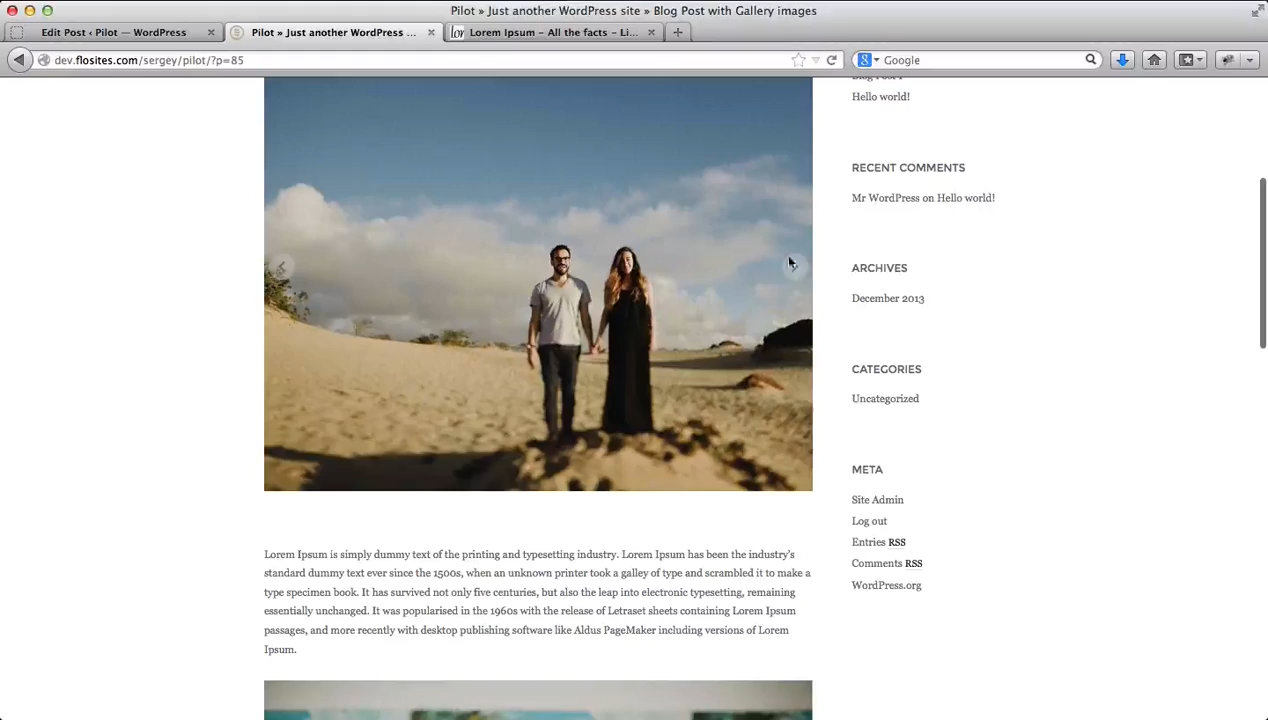 Pilot » Just another WordPress site » Blog Post with Gallery images
Edit Post ‹ Pilot — WordPress
Pilot » Just another WordPress ...
Lorem Ipsum – All the facts – Li...
dev.flosites.com/sergey/pilot/?p=85
Google
Hello world!
RECENT COMMENTS
Mr WordPress on Hello world!
ARCHIVES
December 2013
CATEGORIES
Uncategorized
META
Site Admin
Log out
Entries RSS
Comments RSS
WordPress.org
Lorem Ipsum is simply dummy text of the printing and typesetting industry. Lorem Ipsum has been the industry's
standard dummy text ever since the 1500s, when an unknown printer took a galley of type and scrambled it to make a
type specimen book. It has survived not only five centuries, but also the leap into electronic typesetting, remaining
essentially unchanged. It was popularised in the 1960s with the release of Letraset sheets containing Lorem Ipsum
passages, and more recently with desktop publishing software like Aldus PageMaker including versions of Lorem
Ipsum.